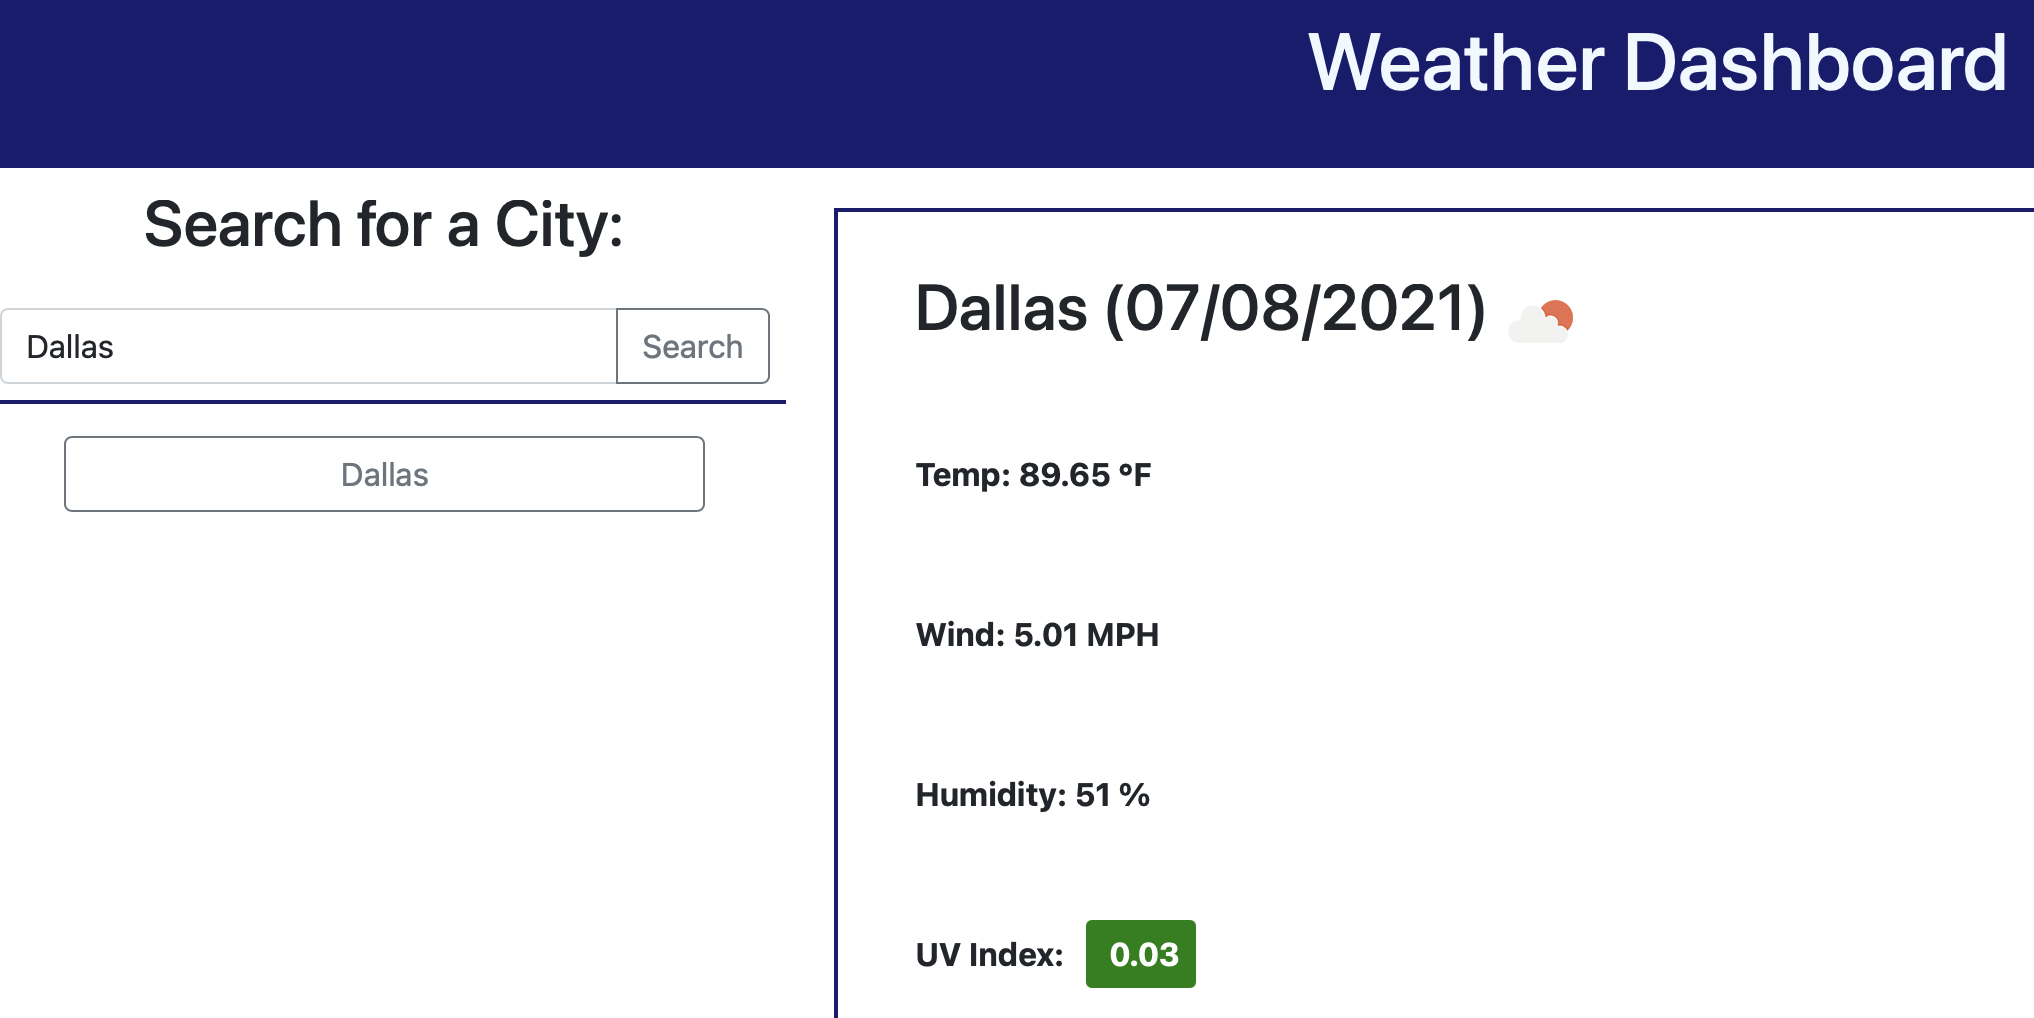 Weather Dashboard
Search for a City:
Dallas
Search
Dallas
Dallas (07/08/2021)
Temp: 89.65 °F
Wind: 5.01 MPH
Humidity: 51 %
UV Index: 0.03